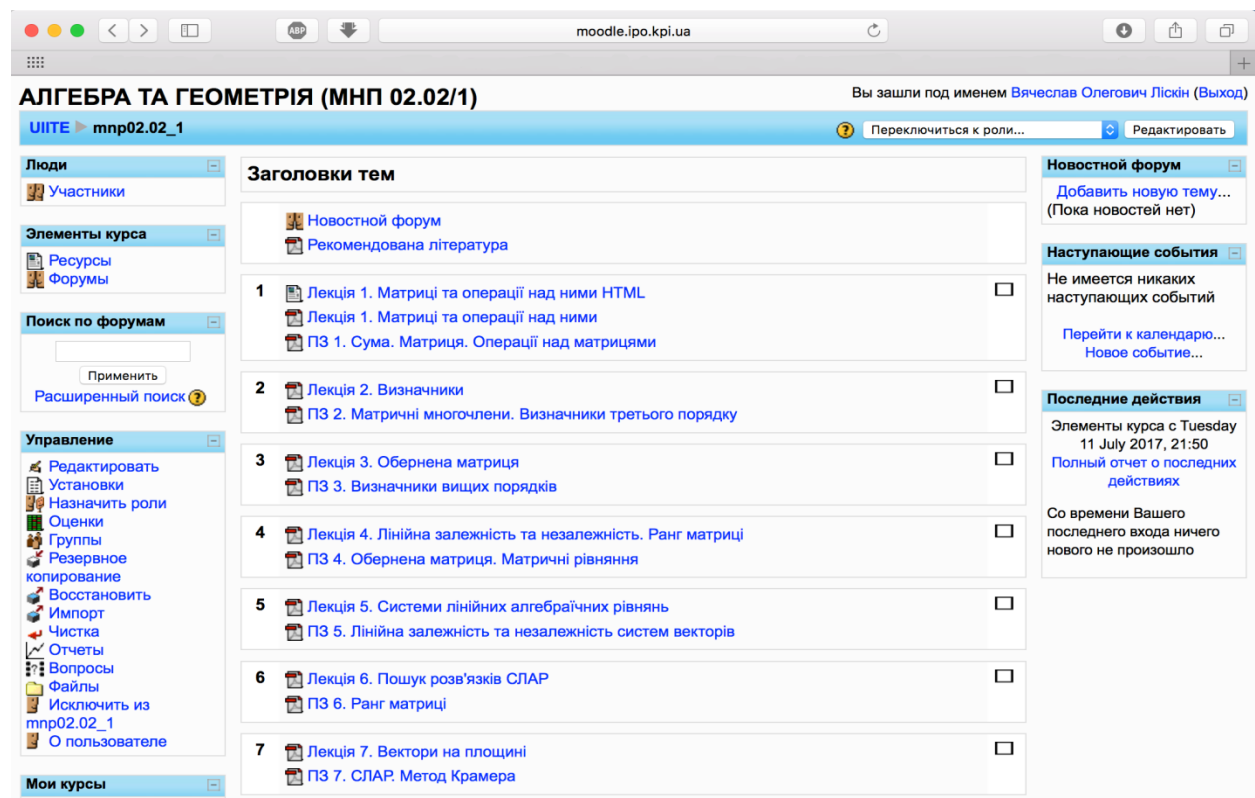 ABP
moodle.ipo.kpi.ua
АЛГЕБРА ТА ГЕОМЕТРІЯ (МНП 02.02/1)
Вы зашли под именем Вячеслав Олегович Ліскін (Выход)
UIITE ► mnp02.02_1
? Переключиться к роли... Редактировать
Люди
Участники
Элементы курса
Ресурсы
Форумы
Поиск по форумам
Применить
Расширенный поиск ?
Управление
Редактировать
Установки
Назначить роли
Оценки
Группы
Резервное
копирование
Восстановить
Импорт
Чистка
Отчеты
Вопросы
Файлы
Исключить из
mnp02.02_1
О пользователе
Мои курсы
Заголовки тем
Новостной форум
Рекомендована література
1 Лекція 1. Матриці та операції над ними HTML
Лекція 1. Матриці та операції над ними
ПЗ 1. Сума. Матриця. Операції над матрицями
2 Лекція 2. Визначники
ПЗ 2. Матричні многочлени. Визначники третього порядку
3 Лекція 3. Обернена матриця
ПЗ 3. Визначники вищих порядків
4 Лекція 4. Лінійна залежність та незалежність. Ранг матриці
ПЗ 4. Обернена матриця. Матричні рівняння
5 Лекція 5. Системи лінійних алгебраїчних рівнянь
ПЗ 5. Лінійна залежність та незалежність систем векторів
6 Лекція 6. Пошук розв'язків СЛАР
ПЗ 6. Ранг матриці
7 Лекція 7. Вектори на площині
ПЗ 7. СЛАР. Метод Крамера
Новостной форум
Добавить новую тему...
(Пока новостей нет)
Наступающие события
Не имеется никаких
наступающих событий
Перейти к календарю...
Новое событие...
Последние действия
Элементы курса с Tuesday
11 July 2017, 21:50
Полный отчет о последних
действиях
Со времени Вашего
последнего входа ничего
нового не произошло